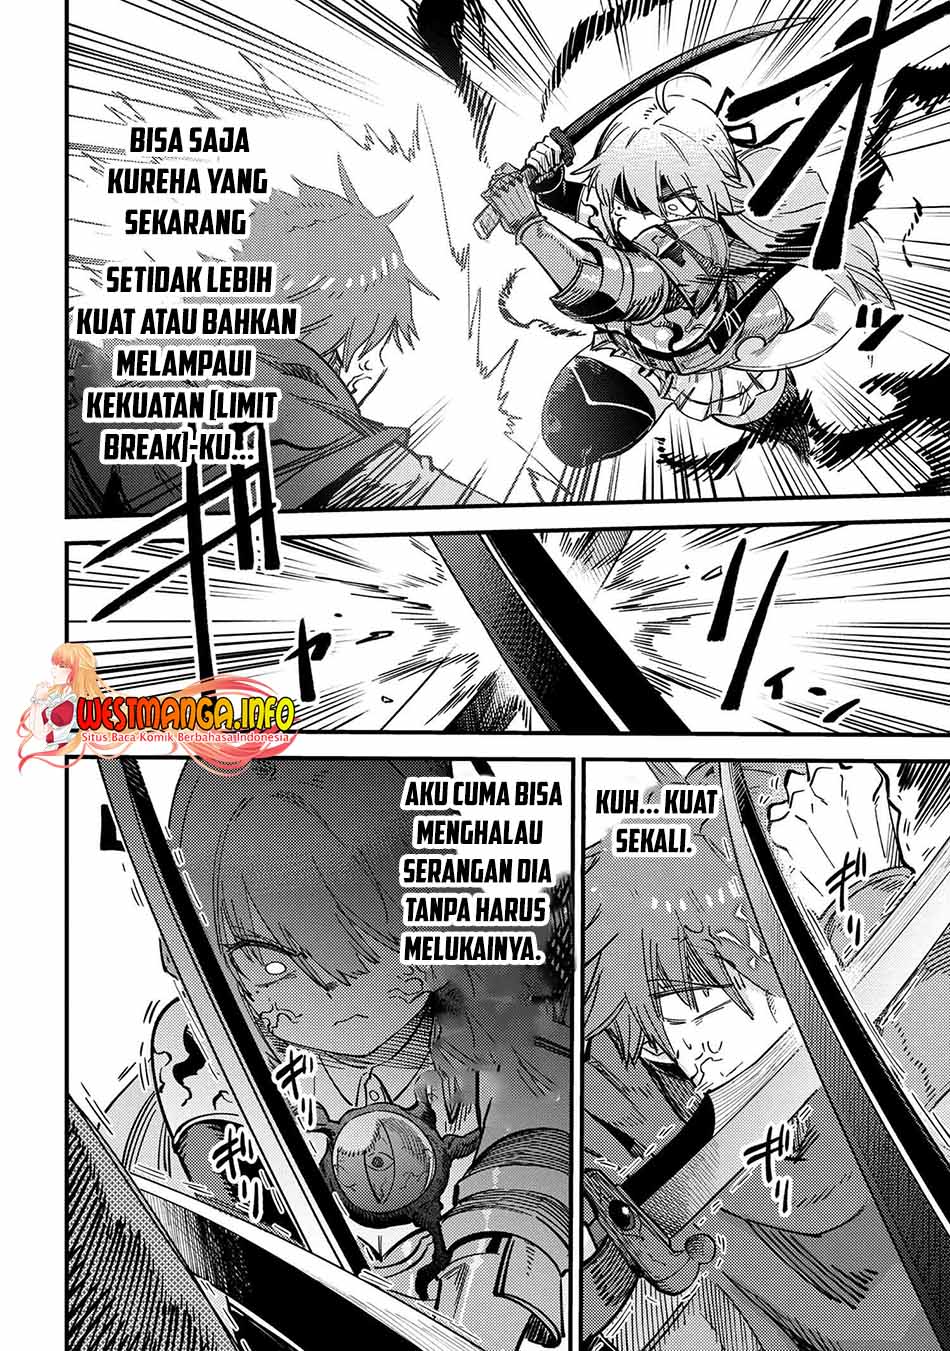 BISA SAJA
KUREHA YANG
SEKARANG
SETIDAK LEBIH
KUAT ATAU BAHKAN
MELAMPAUI
KEKUATAN [LIMIT
BREAK]-KU...!
KUH... KUAT
SEKALI.
AKU CUMA BISA
MENGHALAU
SERANGAN DIA
TANPA HARUS
MELUKAINYA.
WESTMANGA.INFO
Situs Baca Komik Berbahasa Indonesia